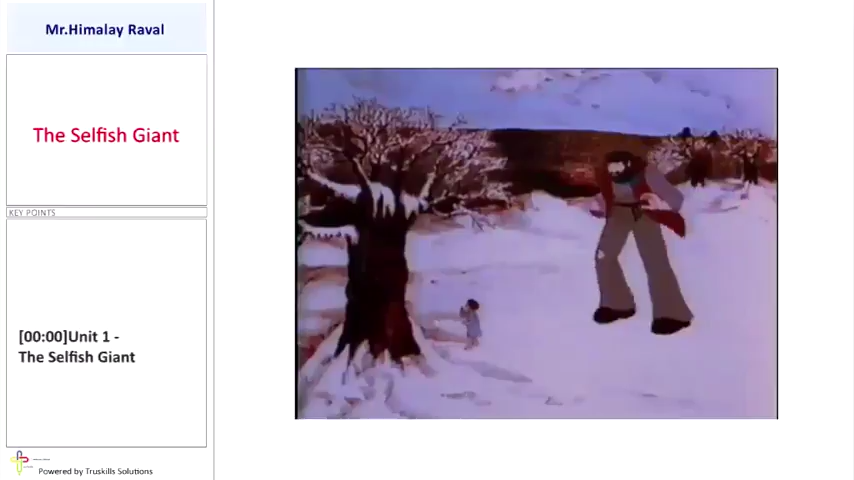 Mr.Himalay Raval
The Selfish Giant
KEY POINTS
[00:00]Unit 1 -
The Selfish Giant
Powered by Truskills Solutions